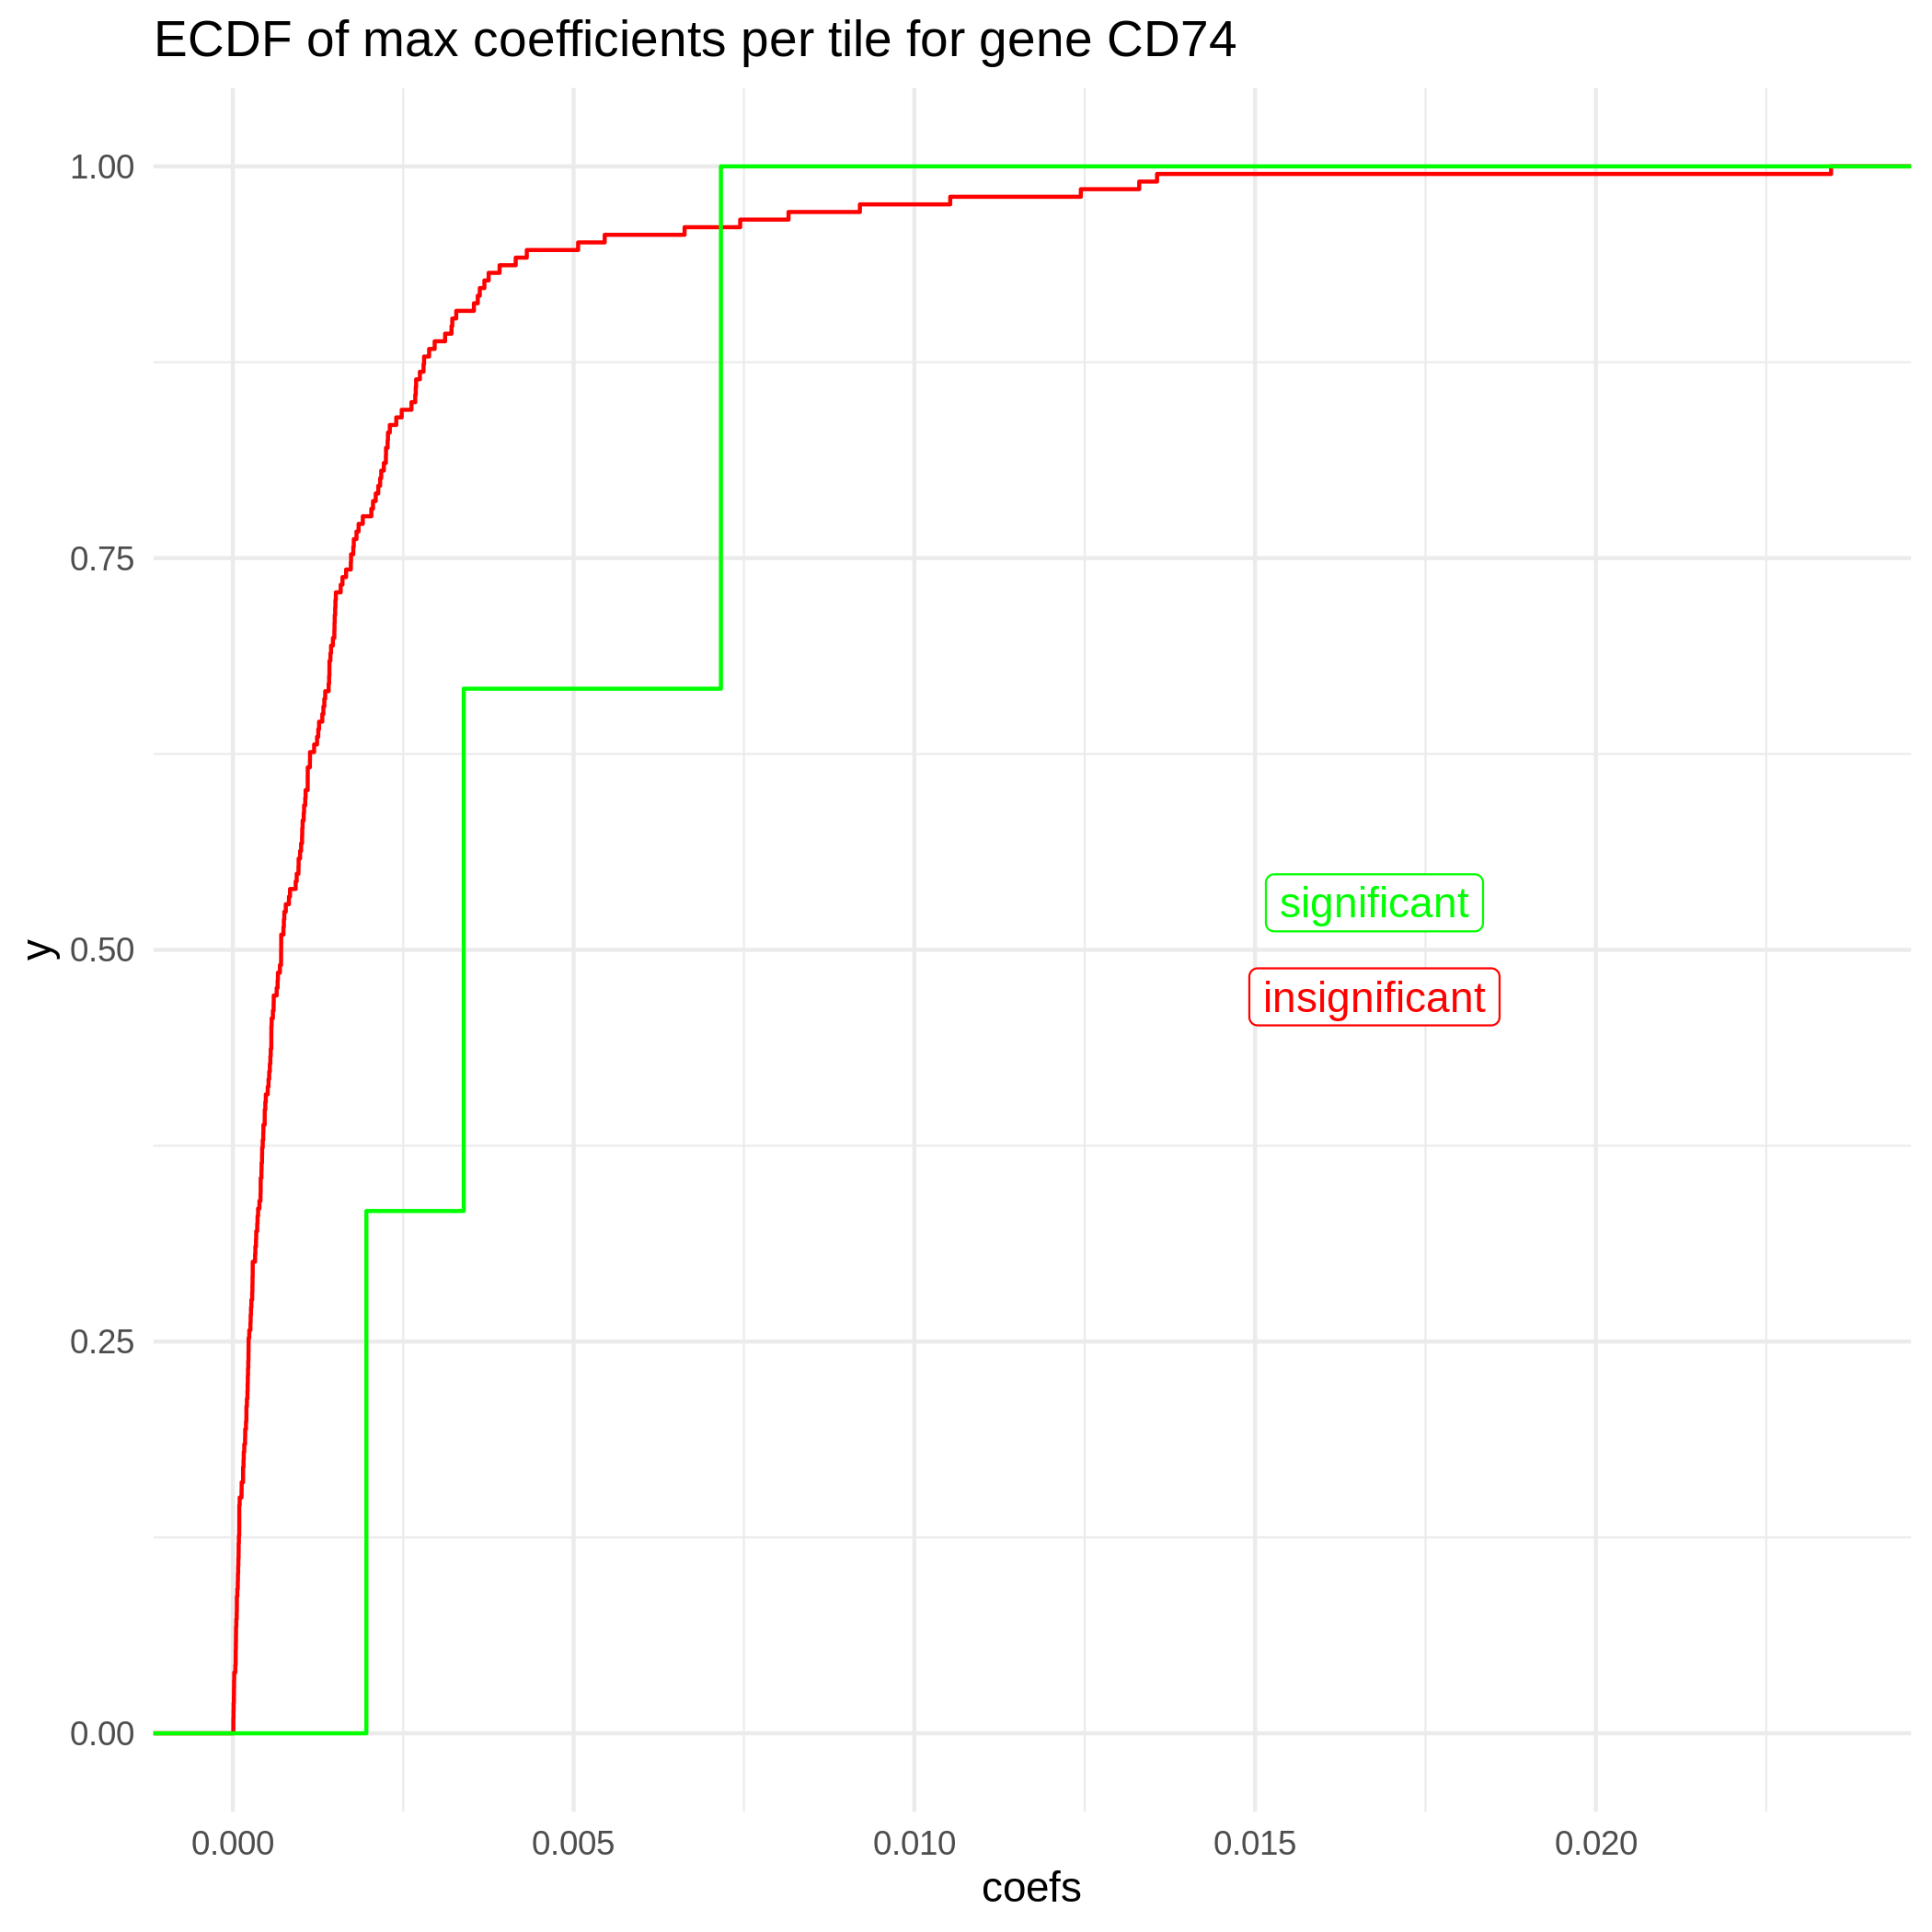 ECDF of max coefficients per tile for gene CD74
1.00
0.75
0.50
0.25
0.00
y
significant
insignificant
0.000 0.005 0.010 0.015 0.020
coefs